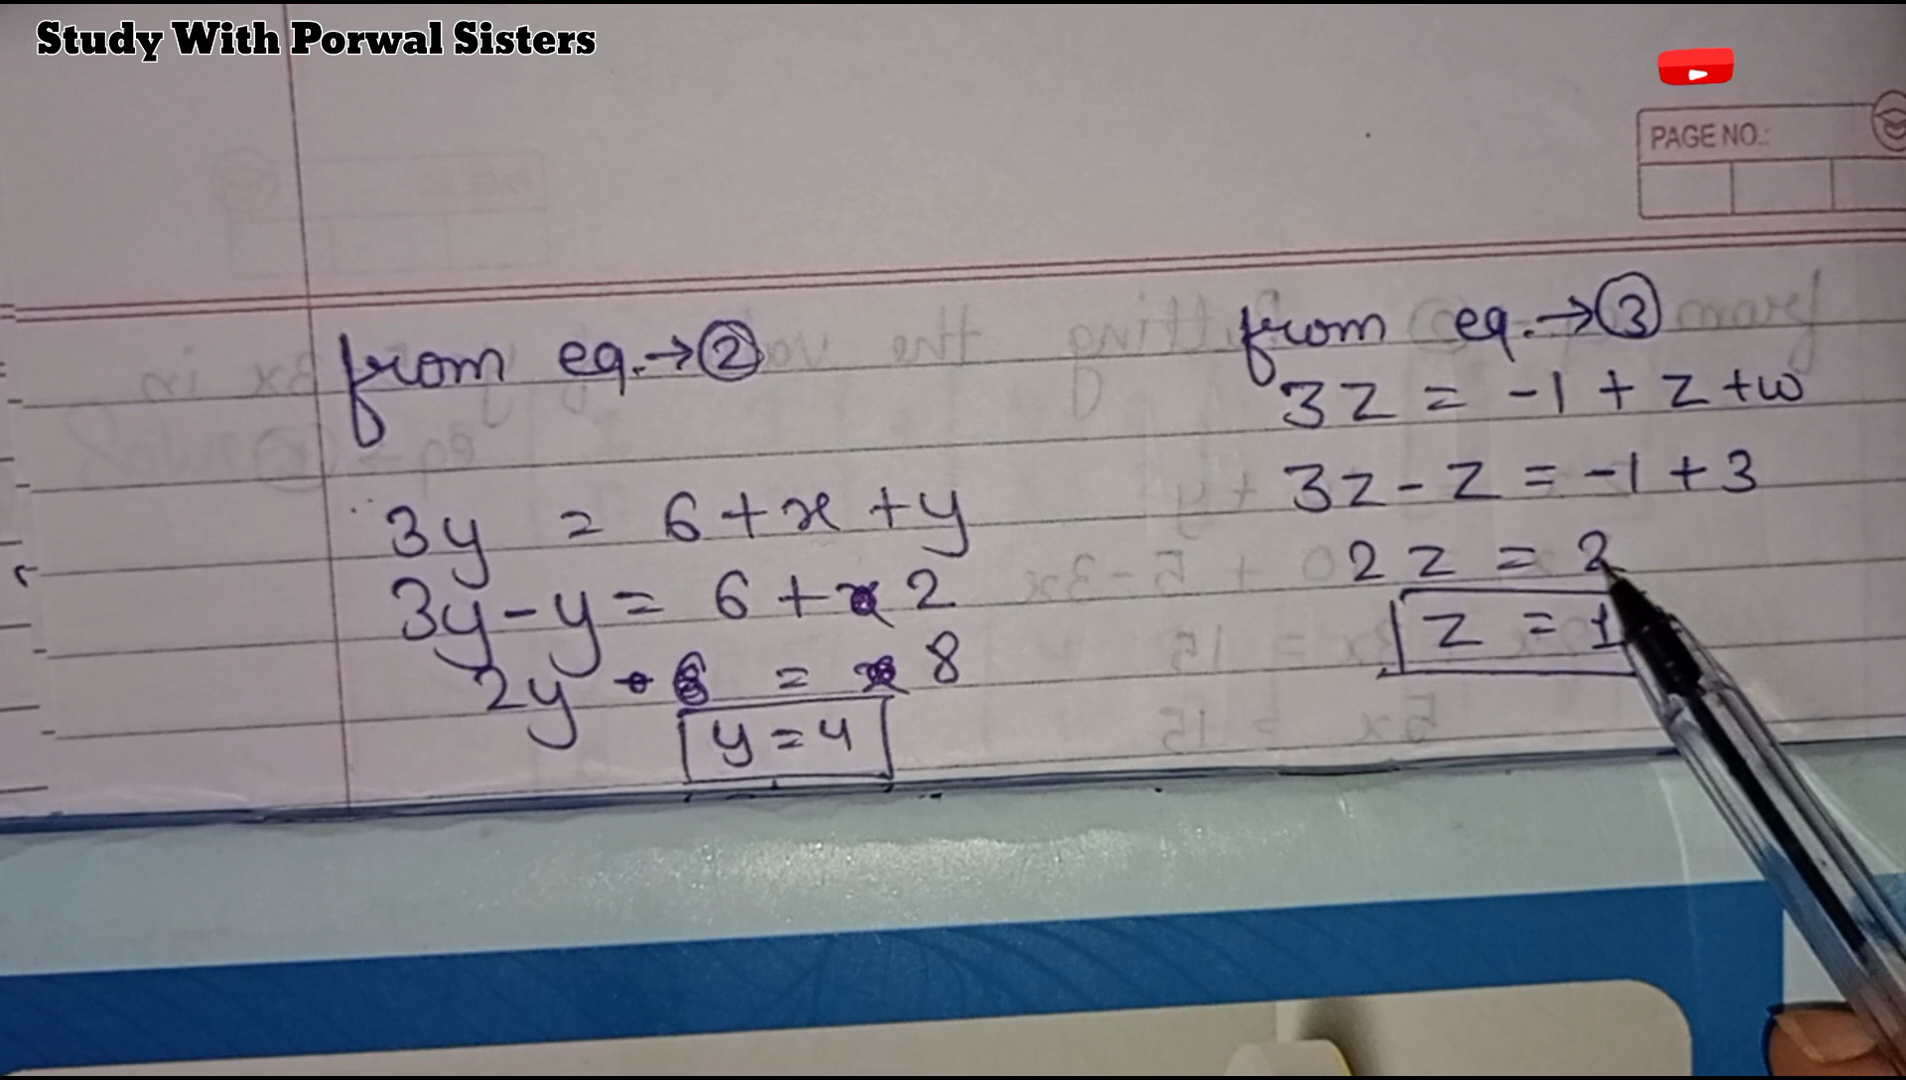 Study With Porwal Sisters
PAGE NO.:
from eq.→②
3y = 6+x+y
3y-y = 6+2
2y = 8
y=4
from eq.→③
3z = -1+z+w
3z-z = -1+3
2z = 2
z = 1